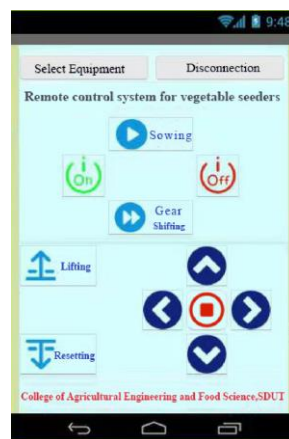 9:48
Select Equipment Disconnection
Remote control system for vegetable seeders
Sowing
On Off
Gear
Shifting
Lifting
Resetting
College of Agricultural Engineering and Food Science,SDUT